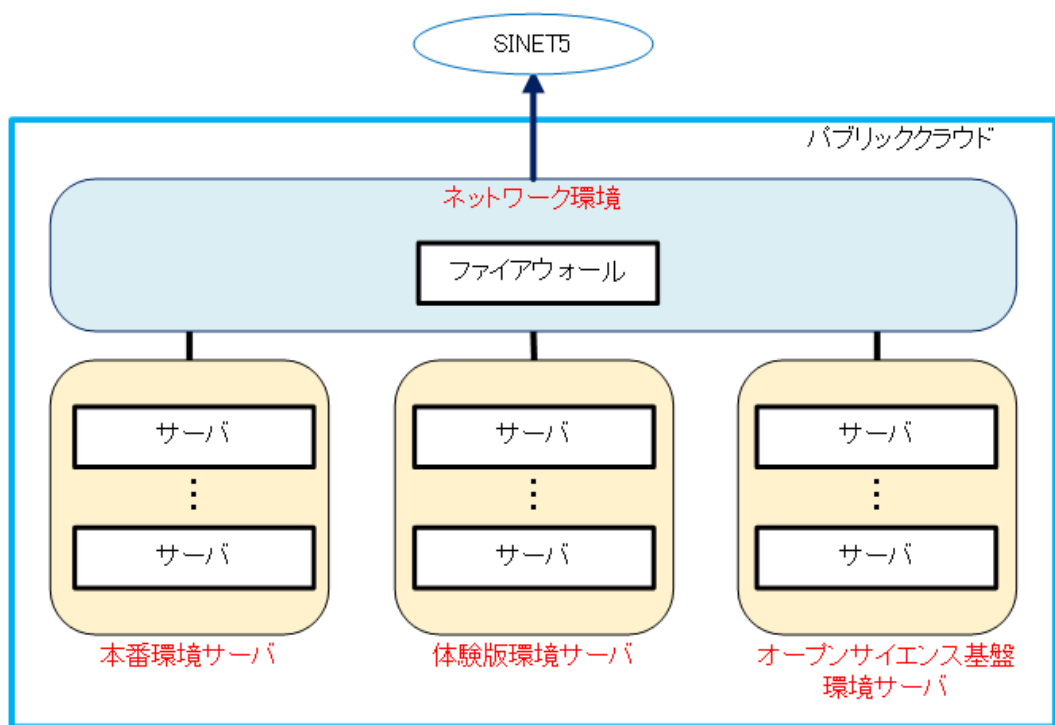 SINET5
パブリッククラウド
ネットワーク環境
ファイアウォール
サーバ
サーバ
サーバ
⋮
⋮
⋮
サーバ
サーバ
サーバ
本番環境サーバ
体験版環境サーバ
オープンサイエンス基盤
環境サーバ